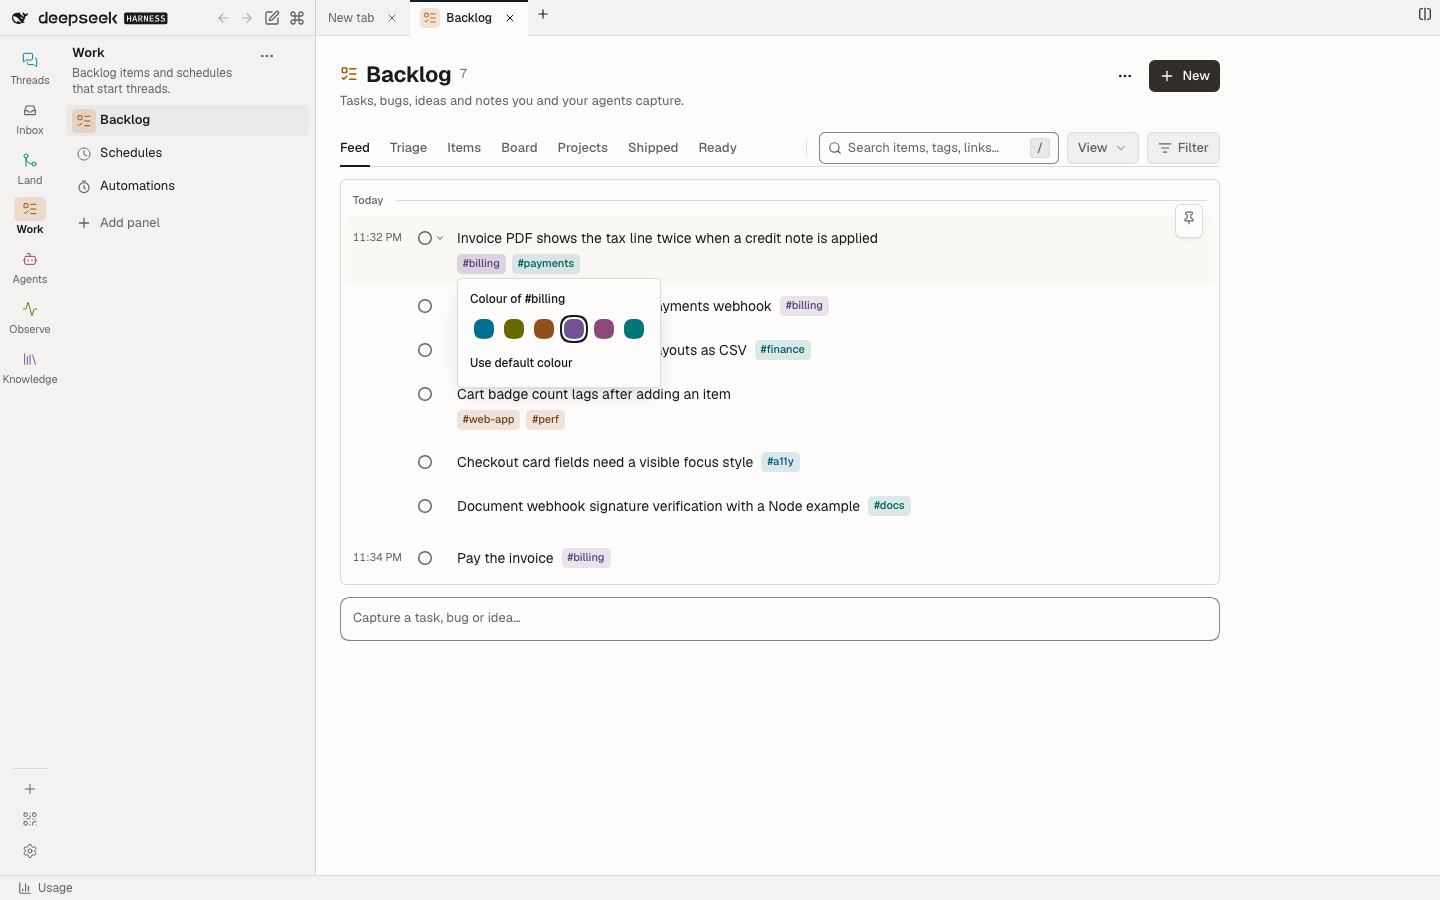 deepseek HARNESS
New tab
Backlog
Work
Backlog items and schedules
that start threads.
Backlog
Schedules
Automations
Add panel
Threads
Inbox
Land
Work
Agents
Observe
Knowledge
Usage
Backlog 7
Tasks, bugs, ideas and notes you and your agents capture.
New
Feed Triage Items Board Projects Shipped Ready
Search items, tags, links... /
View
Filter
Today
11:32 PM Invoice PDF shows the tax line twice when a credit note is applied
#billing #payments
Colour of #billing
Use default colour
webhook #billing
as CSV #finance
Cart badge count lags after adding an item
#web-app #perf
Checkout card fields need a visible focus style #a11y
Document webhook signature verification with a Node example #docs
11:34 PM Pay the invoice #billing
Capture a task, bug or idea...